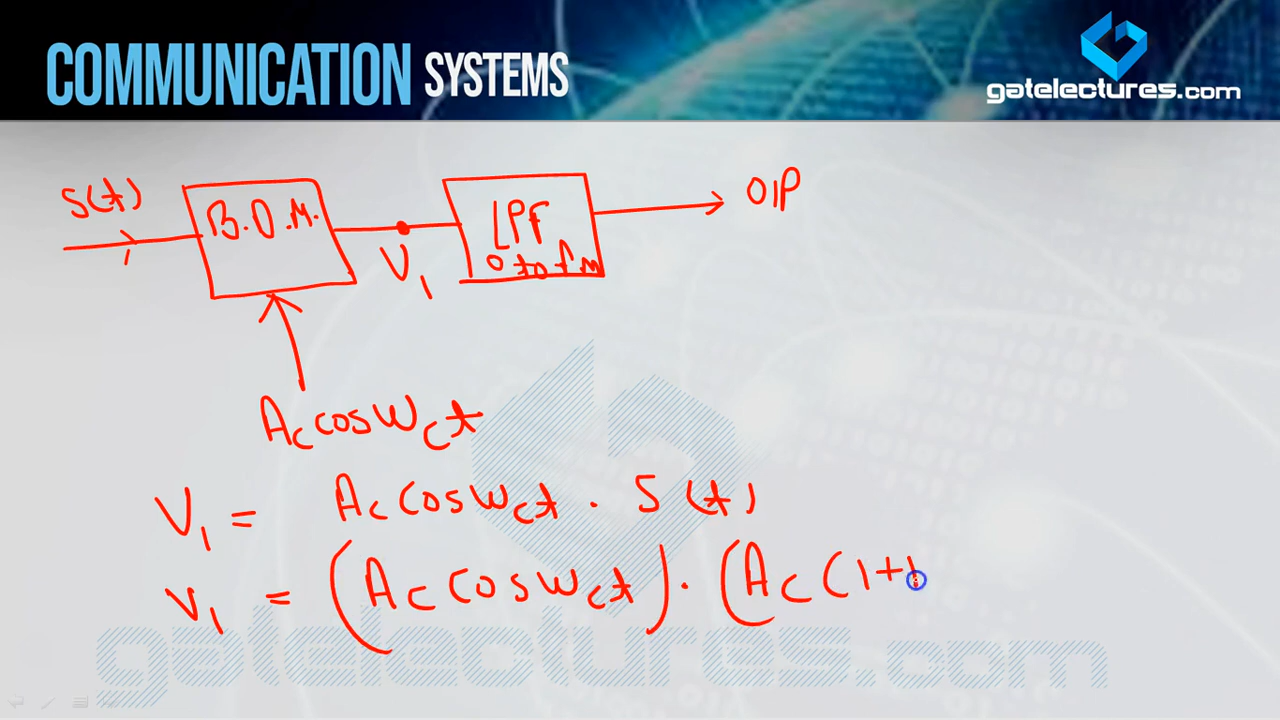 COMMUNICATION SYSTEMS
gatelectures.com
S(t)
B.D.M.
V1
LPF
0 to fm
O/P
Ac cos wct
V1 = Ac cos wct . S(t)
V1 = (Ac cos wct) . (Ac(1+
gatelectures.com